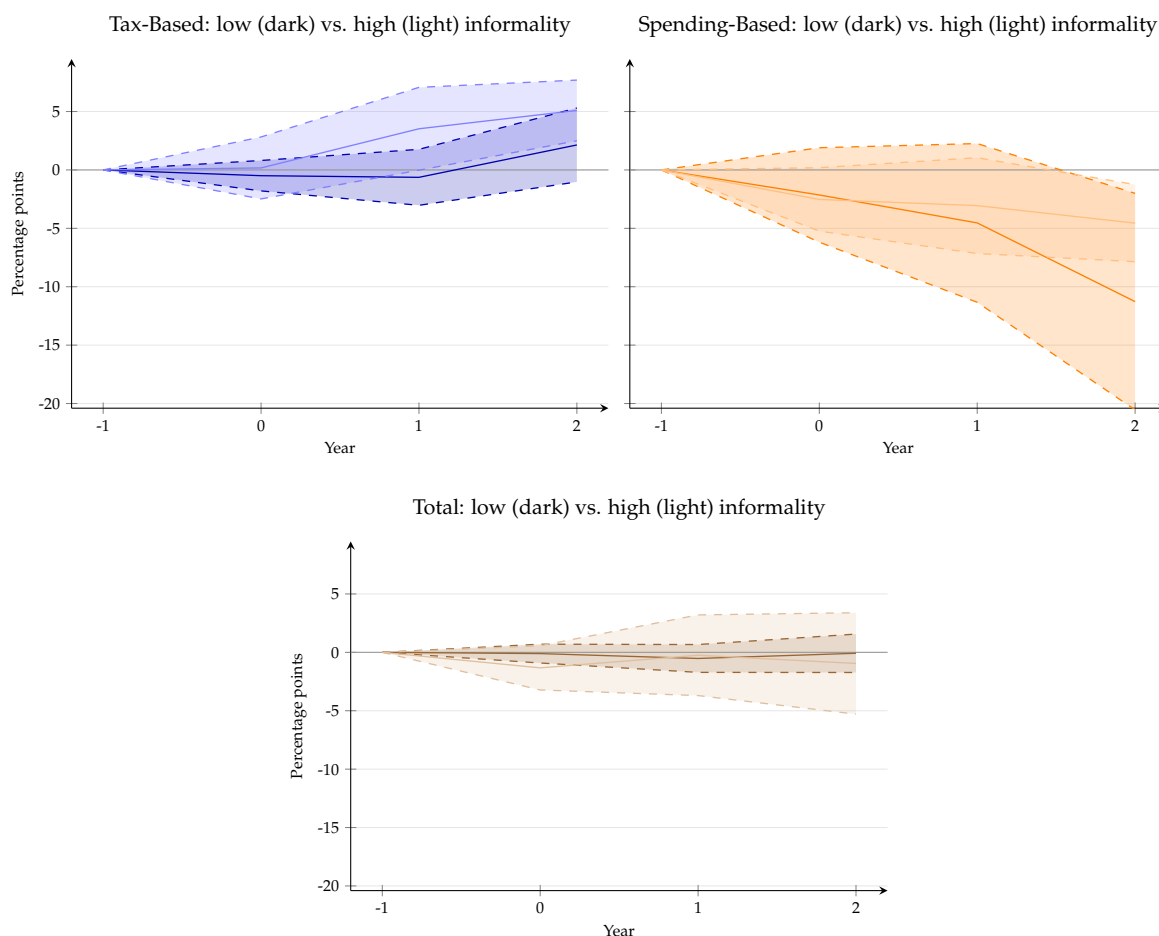 Tax-Based: low (dark) vs. high (light) informality
5
0
-5
-10
-15
-20
Percentage points
-1 0 1 2
Year
Spending-Based: low (dark) vs. high (light) informality
-1 0 1 2
Year
Total: low (dark) vs. high (light) informality
5
0
-5
-10
-15
-20
Percentage points
-1 0 1 2
Year